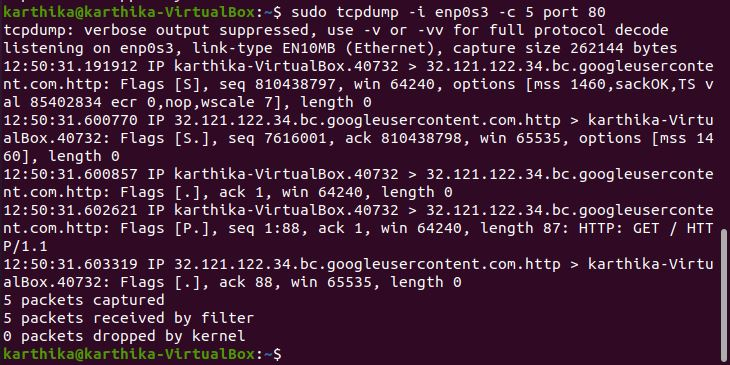 karthika@karthika-VirtualBox:~$ sudo tcpdump -i enp0s3 -c 5 port 80
tcpdump: verbose output suppressed, use -v or -vv for full protocol decode
listening on enp0s3, link-type EN10MB (Ethernet), capture size 262144 bytes
12:50:31.191912 IP karthika-VirtualBox.40732 > 32.121.122.34.bc.googleuserconte
nt.com.http: Flags [S], seq 810438797, win 64240, options [mss 1460,sackOK,TS v
al 85402834 ecr 0,nop,wscale 7], length 0
12:50:31.600770 IP 32.121.122.34.bc.googleusercontent.com.http > karthika-Virtu
alBox.40732: Flags [S.], seq 7616001, ack 810438798, win 65535, options [mss 14
60], length 0
12:50:31.600857 IP karthika-VirtualBox.40732 > 32.121.122.34.bc.googleuserconte
nt.com.http: Flags [.], ack 1, win 64240, length 0
12:50:31.602621 IP karthika-VirtualBox.40732 > 32.121.122.34.bc.googleuserconte
nt.com.http: Flags [P.], seq 1:88, ack 1, win 64240, length 87: HTTP: GET / HTT
P/1.1
12:50:31.603319 IP 32.121.122.34.bc.googleusercontent.com.http > karthika-Virtu
alBox.40732: Flags [.], ack 88, win 65535, length 0
5 packets captured
5 packets received by filter
0 packets dropped by kernel
karthika@karthika-VirtualBox:~$